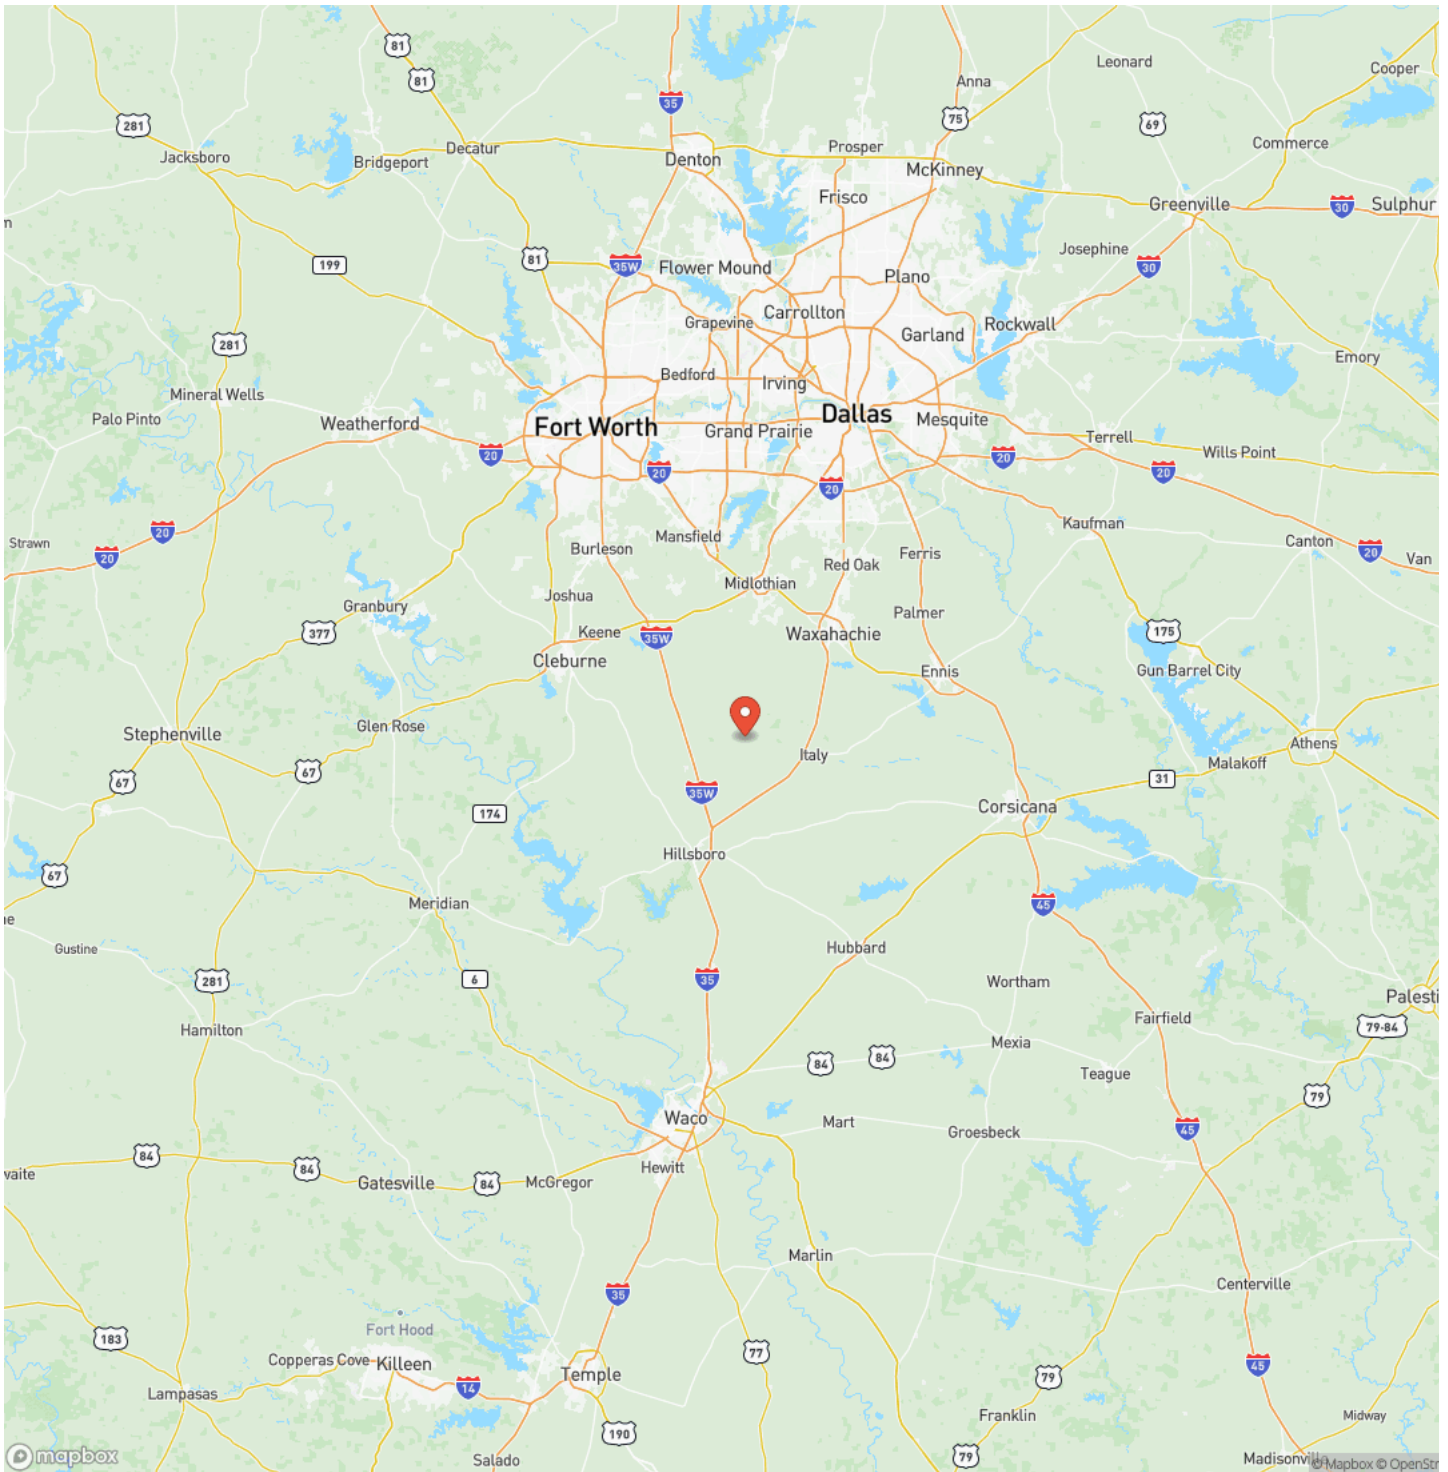 81
Leonard
Cooper
81
Anna
35
281
75
69
Jacksboro
Bridgeport
Decatur
Denton
Prosper
McKinney
Commerce
Frisco
Greenville
30
Sulphur
m
199
81
35W
Flower Mound
Plano
Josephine
30
Grapevine
Carrollton
Garland
Rockwall
281
Mineral Wells
Bedford
Irving
Emory
Palo Pinto
Weatherford
Fort Worth
Grand Prairie
Dallas
Mesquite
Terrell
20
20
20
20
20
Wills Point
Strawn
20
20
Burleson
Mansfield
Ferris
Kaufman
Canton
20
Van
Joshua
Midlothian
Red Oak
Granbury
377
Keene
35W
Waxahachie
Palmer
175
Cleburne
Ennis
Gun Barrel City
Stephenville
Glen Rose
Italy
Athens
Malakoff
67
67
35W
31
174
Corsicana
Hillsboro
67
Meridian
45
Gustine
Hubbard
281
6
35
Wortham
Palesti
Hamilton
Fairfield
79-84
Mexia
84
84
Teague
79
Waco
Mart
Groesbeck
45
84
84
84
Hewitt
waite
Gatesville
McGregor
Marlin
Centerville
35
183
Fort Hood
Copperas Cove
Killeen
77
Temple
14
79
45
Lampasas
190
Franklin
Midway
Salado
79
Madisonville
mapbox
© Mapbox © OpenStr